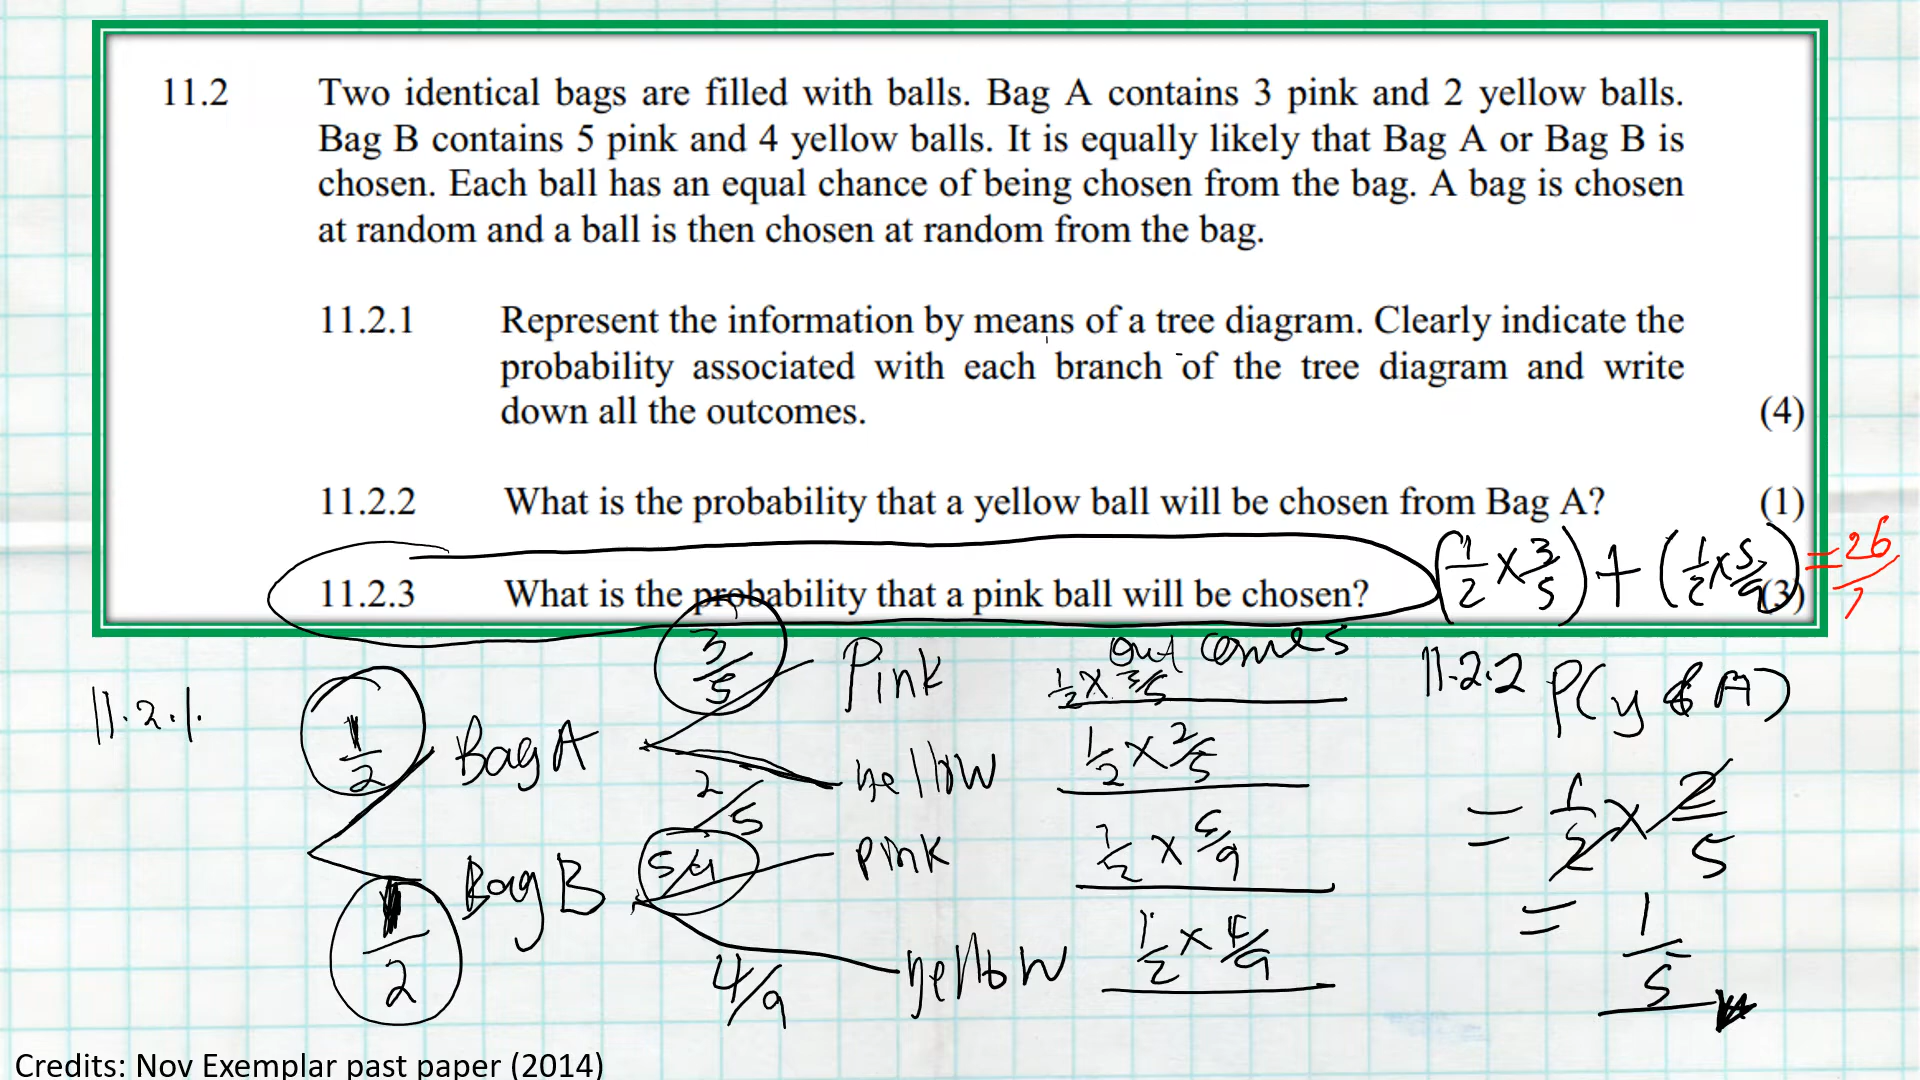 11.2 Two identical bags are filled with balls. Bag A contains 3 pink and 2 yellow balls.
Bag B contains 5 pink and 4 yellow balls. It is equally likely that Bag A or Bag B is
chosen. Each ball has an equal chance of being chosen from the bag. A bag is chosen
at random and a ball is then chosen at random from the bag.
11.2.1 Represent the information by means of a tree diagram. Clearly indicate the
probability associated with each branch of the tree diagram and write
down all the outcomes. (4)
11.2.2 What is the probability that a yellow ball will be chosen from Bag A? (1)
11.2.3 What is the probability that a pink ball will be chosen? (3)
(1/2 × 3/5) + (1/2 × 5/9) = 26/
11.2.1.
1/2 Bag A
3/5 Pink
2/5 yellow
1/2 Bag B
5/9 pink
4/9 yellow
outcomes
1/2 × 3/5
1/2 × 2/5
1/2 × 5/9
1/2 × 4/9
11.2.2 P(y & A)
= 1/2 × 2/5
= 1/5
Credits: Nov Exemplar past paper (2014)